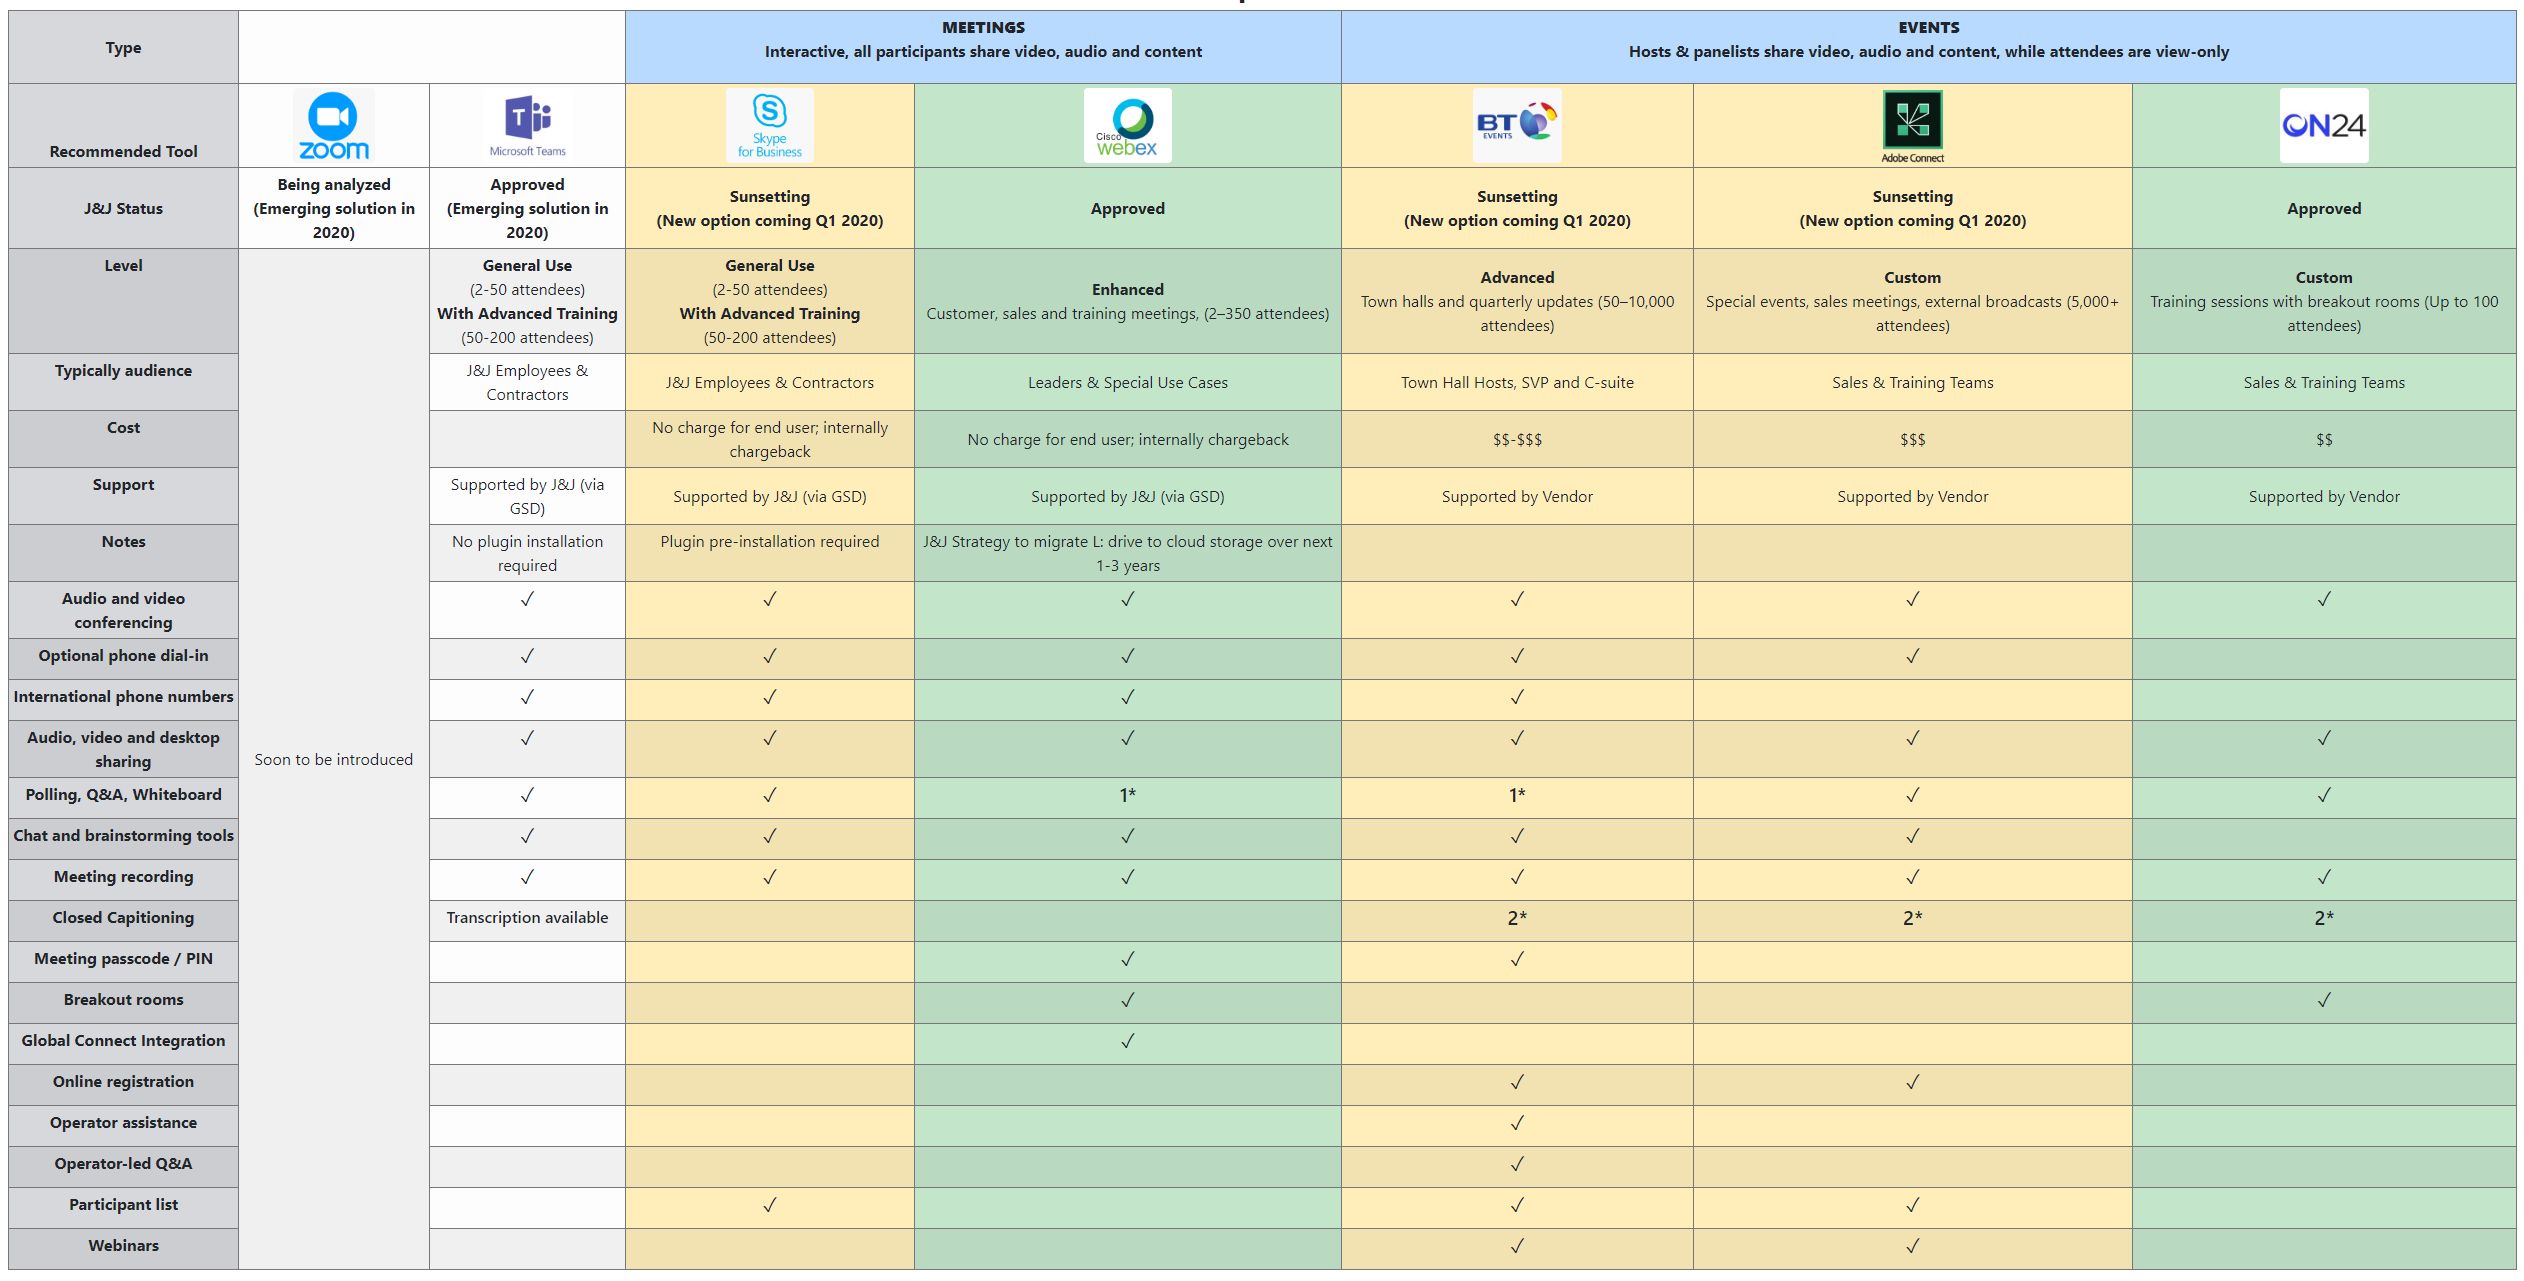 Type
MEETINGS
Interactive, all participants share video, audio and content
EVENTS
Hosts & panelists share video, audio and content, while attendees are view-only
Recommended Tool
zoom
T
Microsoft Teams
S
Skype
for Business
Cisco
webex
BT
EVENTS
Adobe Connect
ON24
J&J Status
Being analyzed
(Emerging solution in
2020)
Approved
(Emerging solution in
2020)
Sunsetting
(New option coming Q1 2020)
Approved
Sunsetting
(New option coming Q1 2020)
Sunsetting
(New option coming Q1 2020)
Approved
Level
Soon to be introduced
General Use
(2-50 attendees)
With Advanced Training
(50-200 attendees)
General Use
(2-50 attendees)
With Advanced Training
(50-200 attendees)
Enhanced
Customer, sales and training meetings, (2–350 attendees)
Advanced
Town halls and quarterly updates (50–10,000
attendees)
Custom
Special events, sales meetings, external broadcasts (5,000+
attendees)
Custom
Training sessions with breakout rooms (Up to 100
attendees)
Typically audience
J&J Employees &
Contractors
J&J Employees & Contractors
Leaders & Special Use Cases
Town Hall Hosts, SVP and C-suite
Sales & Training Teams
Sales & Training Teams
Cost
No charge for end user; internally
chargeback
No charge for end user; internally chargeback
$$-$$$
$$$
$$
Support
Supported by J&J (via
GSD)
Supported by J&J (via GSD)
Supported by J&J (via GSD)
Supported by Vendor
Supported by Vendor
Supported by Vendor
Notes
No plugin installation
required
Plugin pre-installation required
J&J Strategy to migrate L: drive to cloud storage over next
1-3 years
Audio and video
conferencing
✓ ✓ ✓ ✓ ✓ ✓
Optional phone dial-in
✓ ✓ ✓ ✓ ✓
International phone numbers
✓ ✓ ✓ ✓
Audio, video and desktop
sharing
✓ ✓ ✓ ✓ ✓ ✓
Polling, Q&A, Whiteboard
✓ ✓ 1* 1* ✓ ✓
Chat and brainstorming tools
✓ ✓ ✓ ✓ ✓
Meeting recording
✓ ✓ ✓ ✓ ✓ ✓
Closed Capitioning
Transcription available
2* 2* 2*
Meeting passcode / PIN
✓ ✓
Breakout rooms
✓ ✓
Global Connect Integration
✓
Online registration
✓ ✓
Operator assistance
✓
Operator-led Q&A
✓
Participant list
✓ ✓ ✓
Webinars
✓ ✓